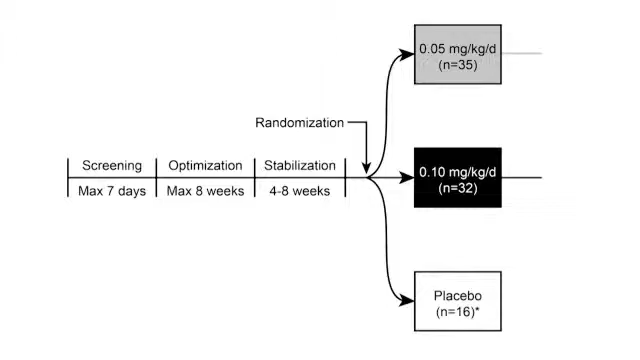 0.05 mg/kg/d
(n=35)
Randomization
Screening
Optimization
Stabilization
Max 7 days
Max 8 weeks
4-8 weeks
0.10 mg/kg/d
(n=32)
Placebo
(n=16)*